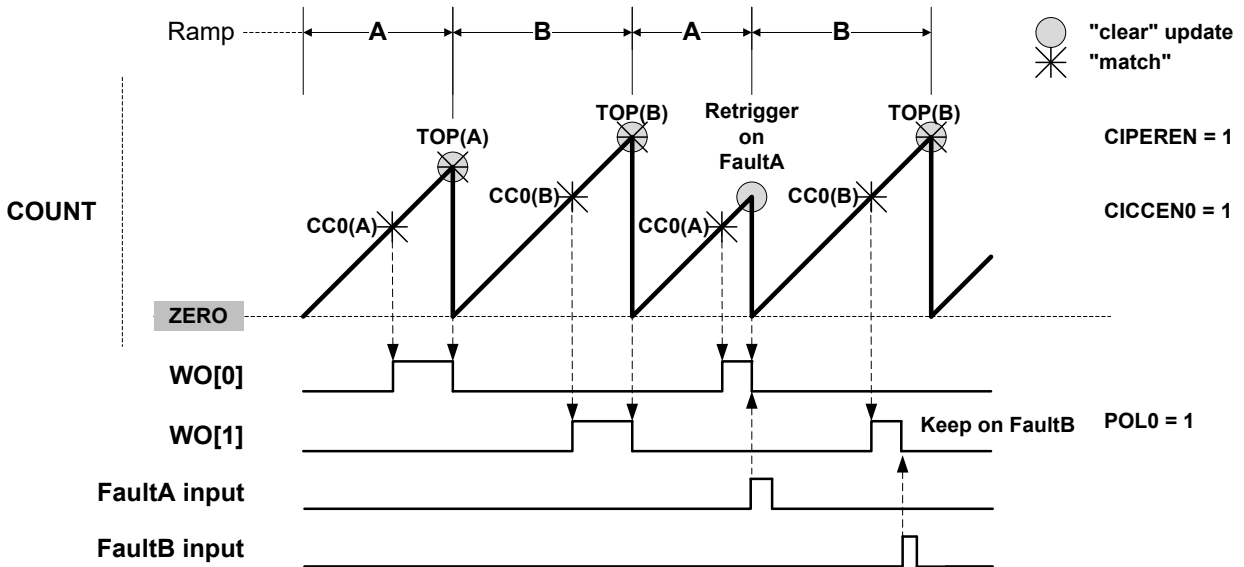 Ramp
A
B
A
B
"clear" update
"match"
TOP(A)
TOP(B)
Retrigger
on
FaultA
TOP(B)
CIPEREN = 1
COUNT
CC0(A)
CC0(B)
CC0(A)
CC0(B)
CICCEN0 = 1
ZERO
WO[0]
WO[1]
Keep on FaultB
POL0 = 1
FaultA input
FaultB input